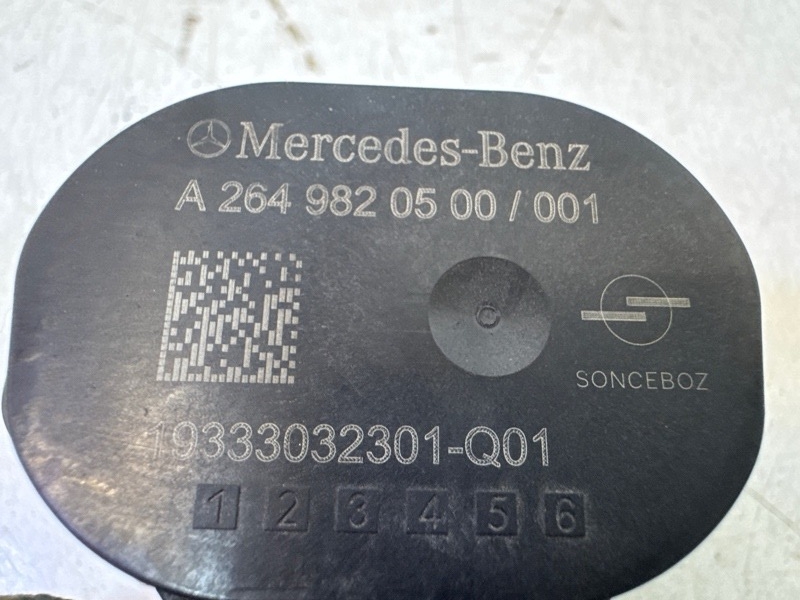 Mercedes-Benz
A 264 982 05 00 / 001
SONCEBOZ
19333032301-Q01
1 2 3 4 5 6